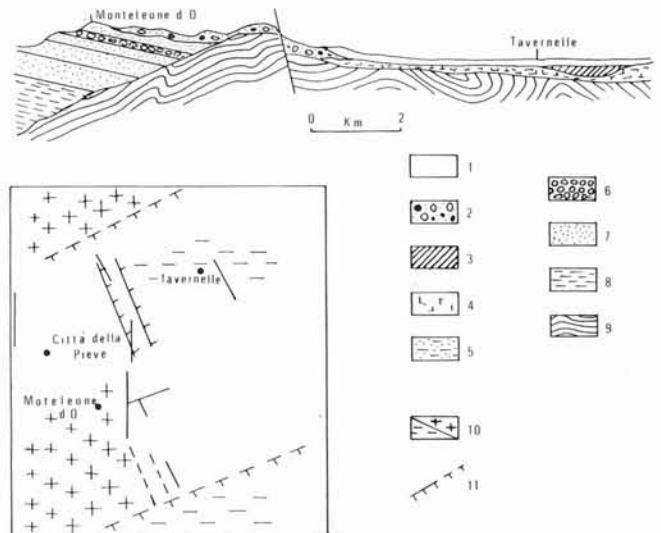 Monteleone d O
Tavernelle
0 Km 2
1
2
3
4
5
6
7
8
9
10
11
Tavernelle
Città della
Pieve
Moteleone
d O